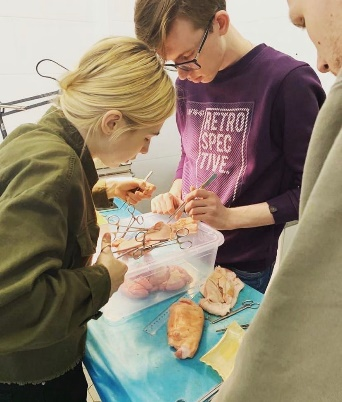 RETRO
SPEC
TIVE.